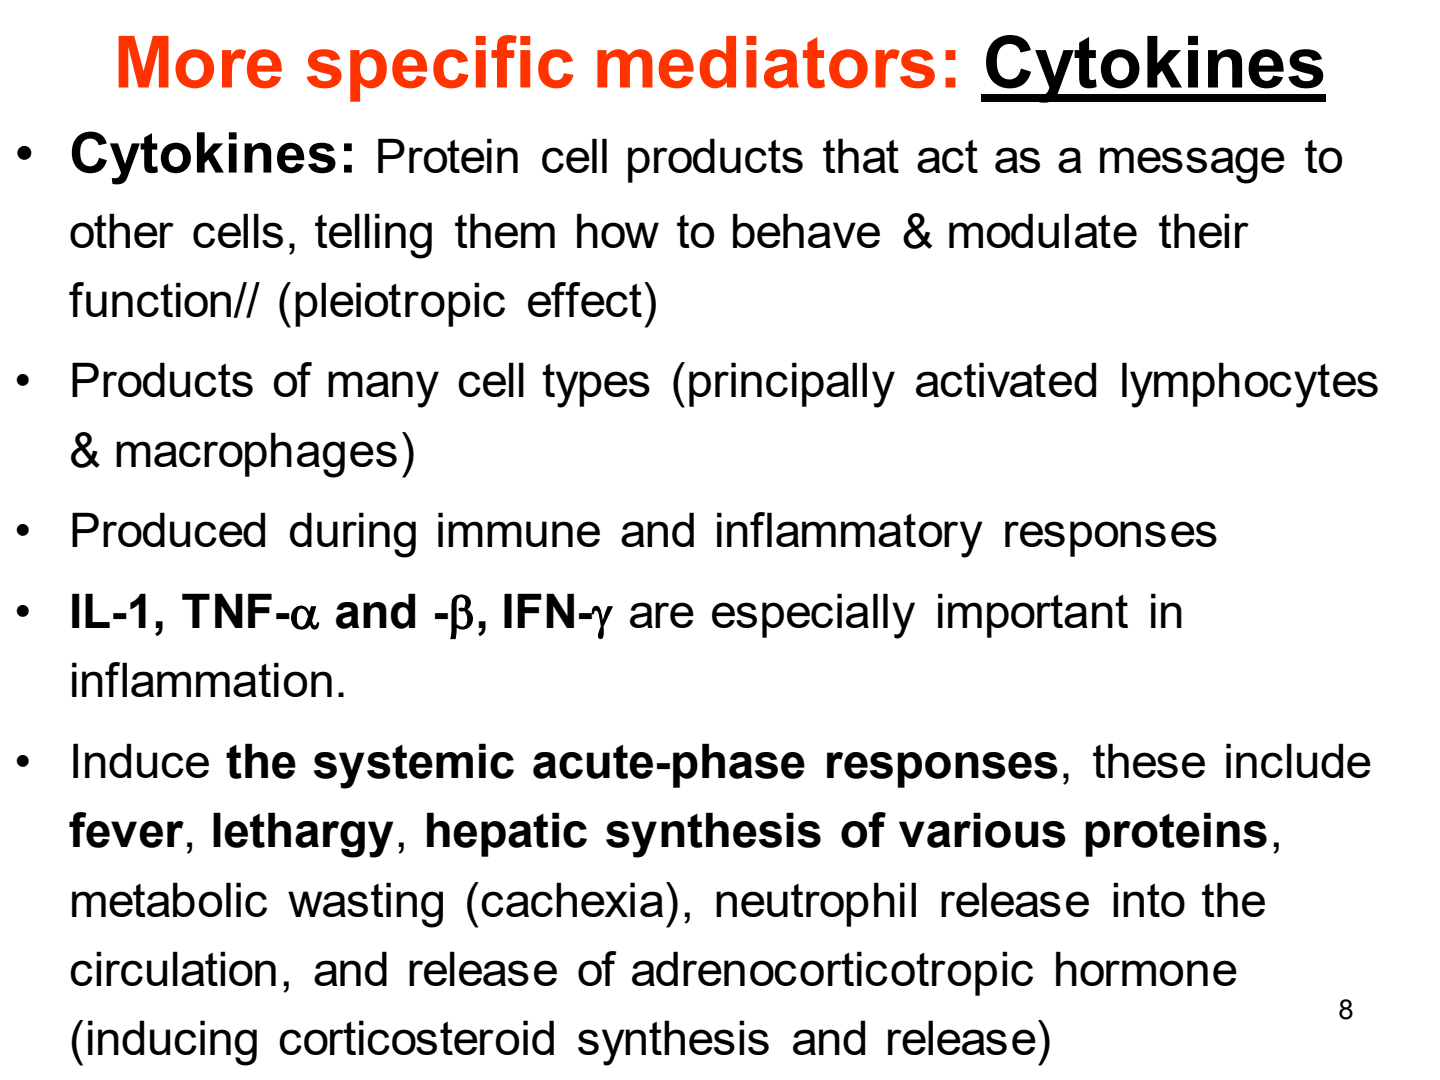 More specific mediators: Cytokines
• Cytokines: Protein cell products that act as a message to
other cells, telling them how to behave & modulate their
function// (pleiotropic effect)
• Products of many cell types (principally activated lymphocytes
& macrophages)
• Produced during immune and inflammatory responses
• IL-1, TNF-α and -β, IFN-γ are especially important in
inflammation.
• Induce the systemic acute-phase responses, these include
fever, lethargy, hepatic synthesis of various proteins,
metabolic wasting (cachexia), neutrophil release into the
circulation, and release of adrenocorticotropic hormone
(inducing corticosteroid synthesis and release)
8